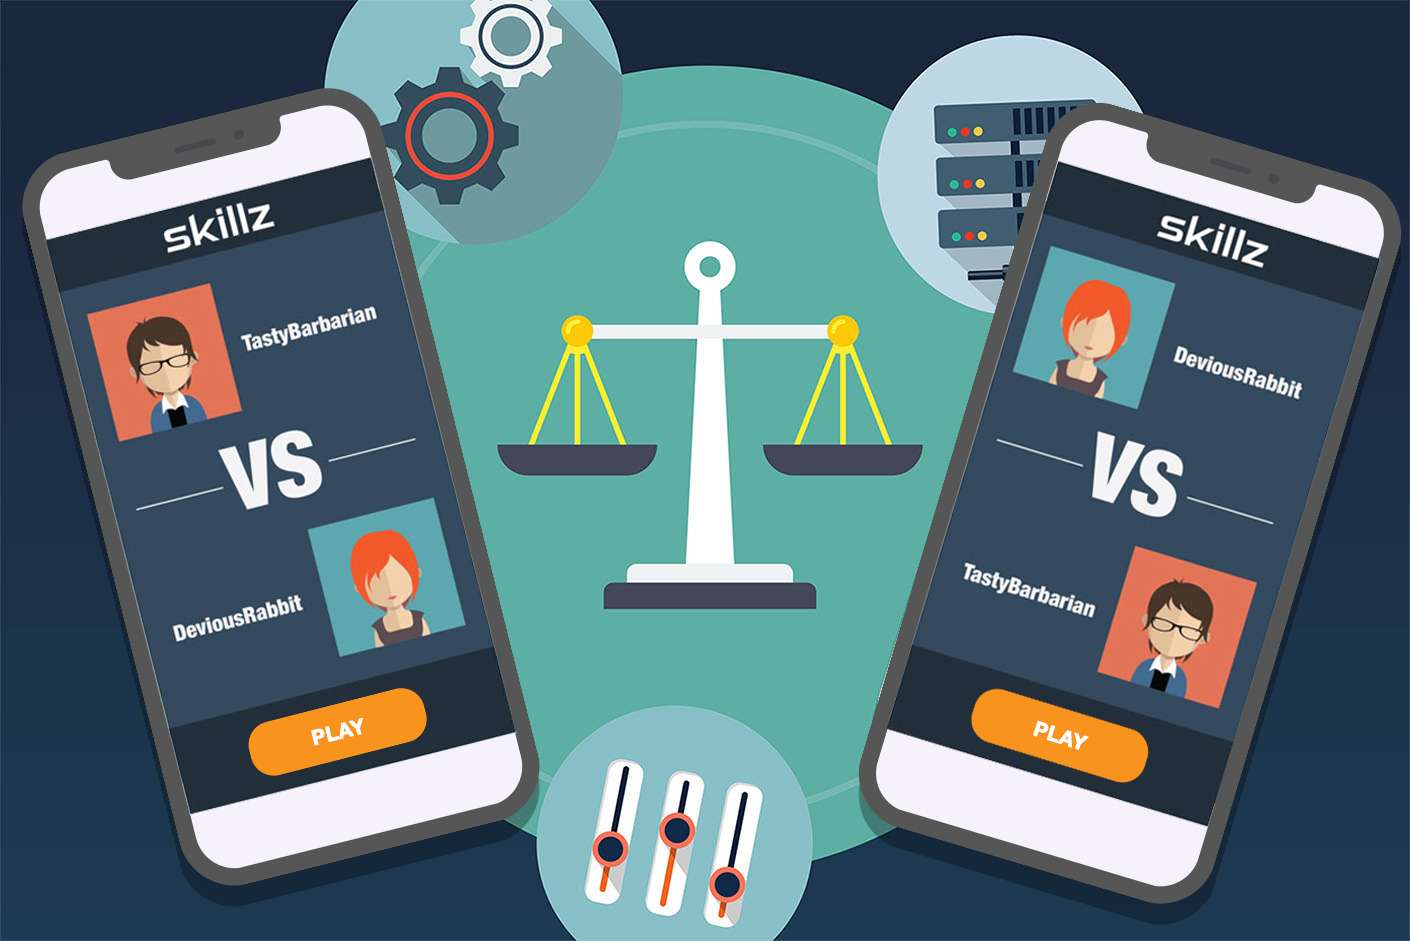 skillz
TastyBarbarian
VS
DeviousRabbit
PLAY
skillz
DeviousRabbit
VS
TastyBarbarian
PLAY